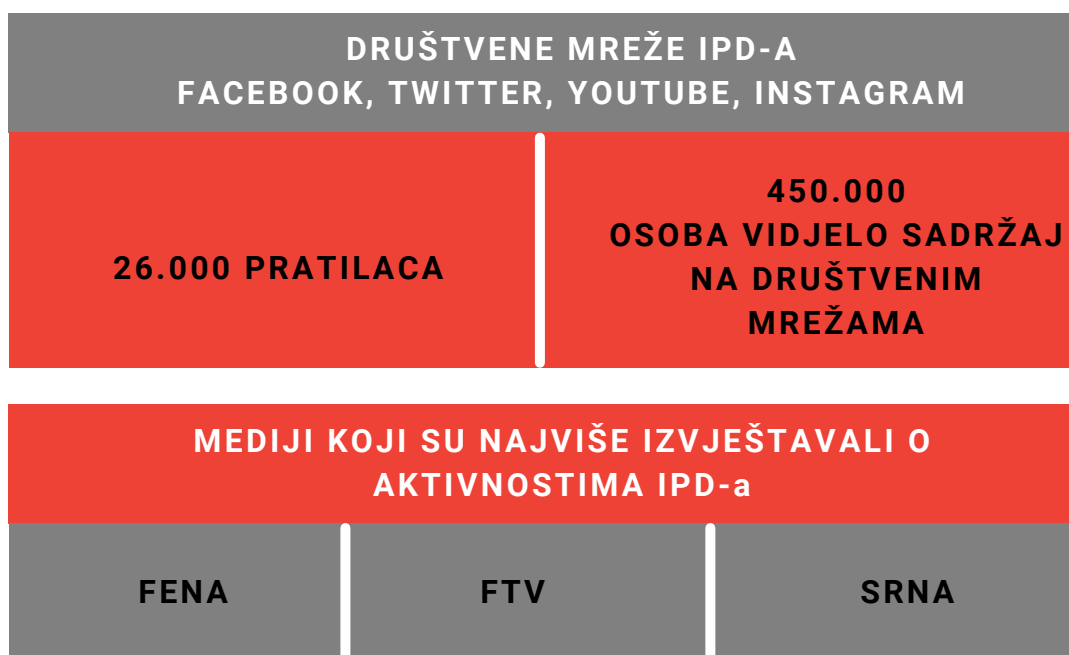 DRUŠTVENE MREŽE IPD-A
FACEBOOK, TWITTER, YOUTUBE, INSTAGRAM
26.000 PRATILACA
450.000
OSOBA VIDJELO SADRŽAJ
NA DRUŠTVENIM
MREŽAMA
MEDIJI KOJI SU NAJVIŠE IZVJEŠTAVALI O
AKTIVNOSTIMA IPD-a
FENA
FTV
SRNA